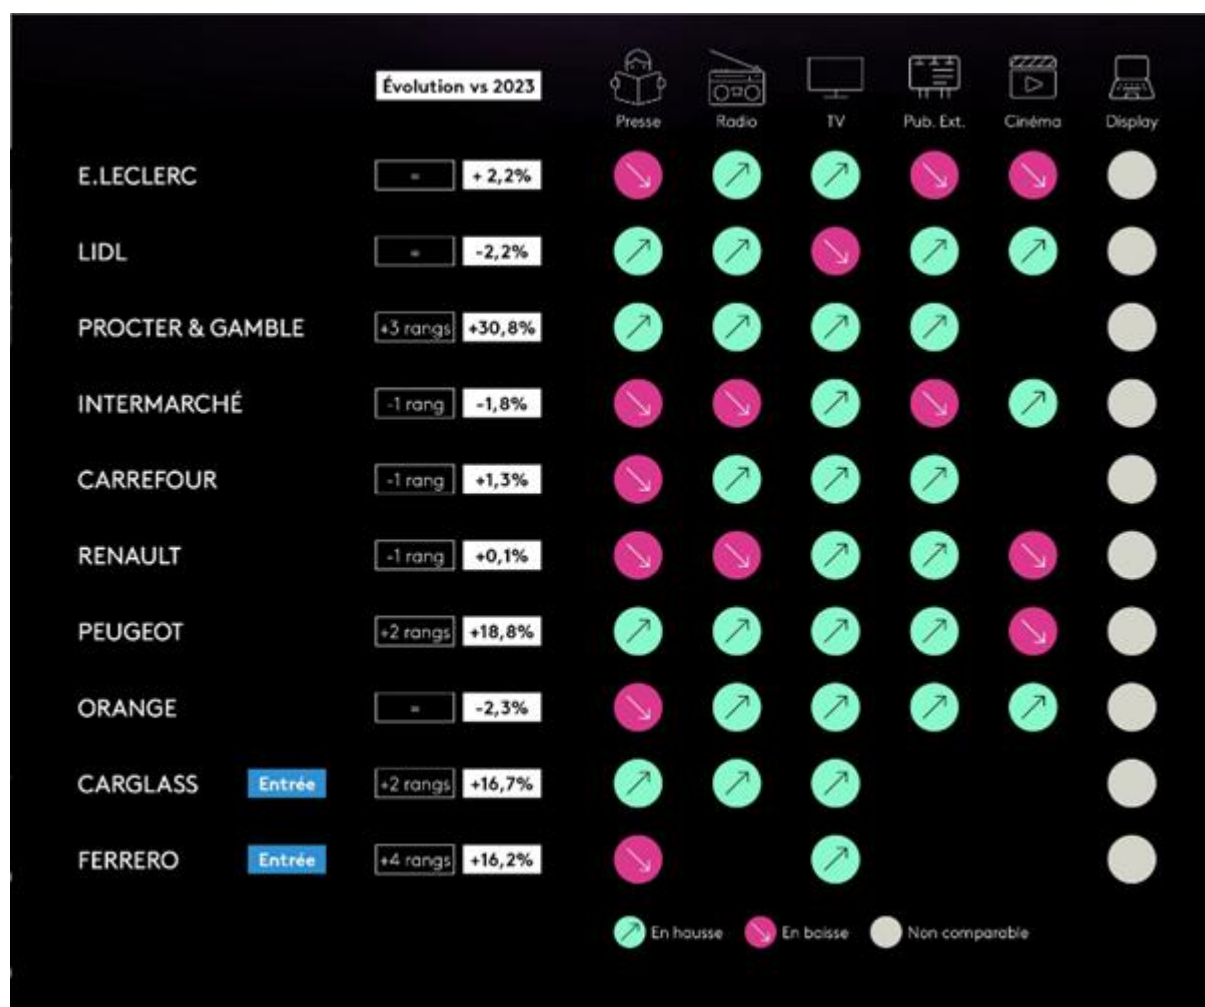 Évolution vs 2023
Presse Radio TV Pub. Ext. Cinéma Display
E.LECLERC = + 2,2%
LIDL = -2,2%
PROCTER & GAMBLE +3 rangs +30,8%
INTERMARCHÉ -1 rang -1,8%
CARREFOUR -1 rang +1,3%
RENAULT -1 rang +0,1%
PEUGEOT +2 rangs +18,8%
ORANGE = -2,3%
CARGLASS Entrée +2 rangs +16,7%
FERRERO Entrée +4 rangs +16,2%
En hausse En baisse Non comparable